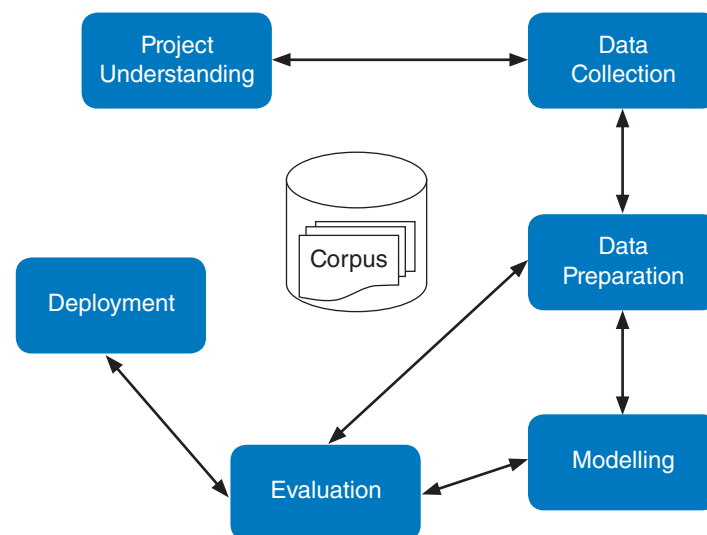 Project
Understanding
Data
Collection
Corpus
Data
Preparation
Deployment
Modelling
Evaluation